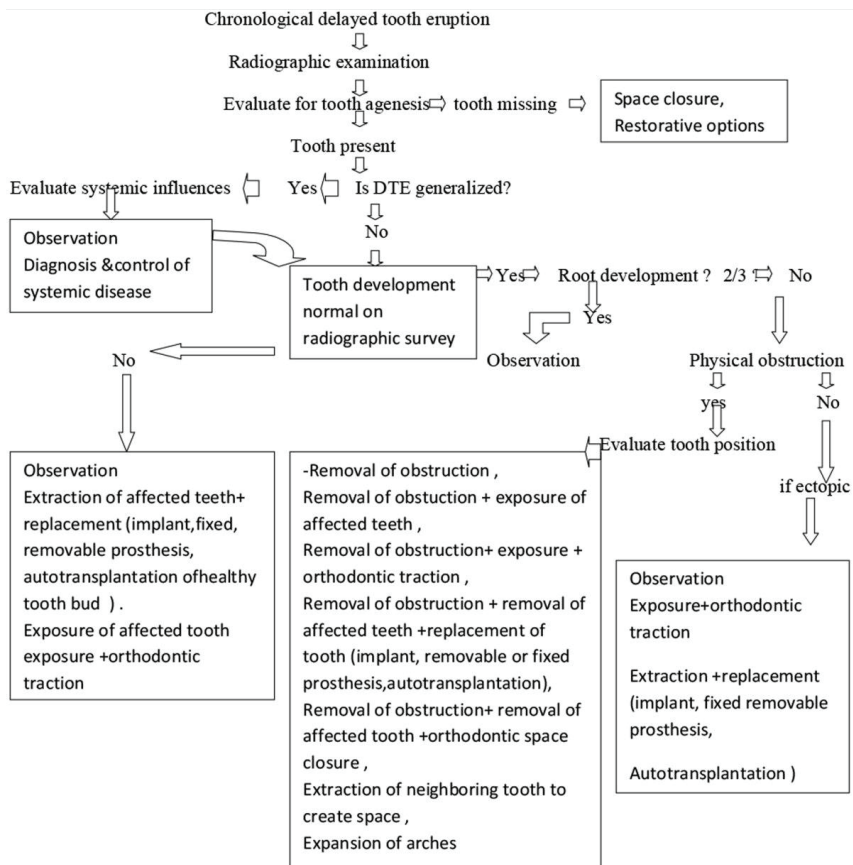 Chronological delayed tooth eruption
Radiographic examination
Evaluate for tooth agenesis
tooth missing
Space closure,
Restorative options
Tooth present
Evaluate systemic influences
Yes
Is DTE generalized?
No
Observation
Diagnosis &control of
systemic disease
Tooth development
normal on
radiographic survey
Yes
Root development ? 2/3 ?
No
Yes
Observation
No
Physical obstruction
yes
No
Evaluate tooth position
if ectopic
Observation
Extraction of affected teeth+
replacement (implant,fixed,
removable prosthesis,
autotransplantation ofhealthy
tooth bud ) .
Exposure of affected tooth
exposure +orthodontic
traction
-Removal of obstruction ,
Removal of obstuction + exposure of
affected teeth ,
Removal of obstruction+ exposure +
orthodontic traction ,
Removal of obstruction + removal of
affected teeth +replacement of
tooth (implant, removable or fixed
prosthesis,autotransplantation),
Removal of obstruction+ removal of
affected tooth +orthodontic space
closure ,
Extraction of neighboring tooth to
create space ,
Expansion of arches
Observation
Exposure+orthodontic
traction
Extraction +replacement
(implant, fixed removable
prosthesis,
Autotransplantation )